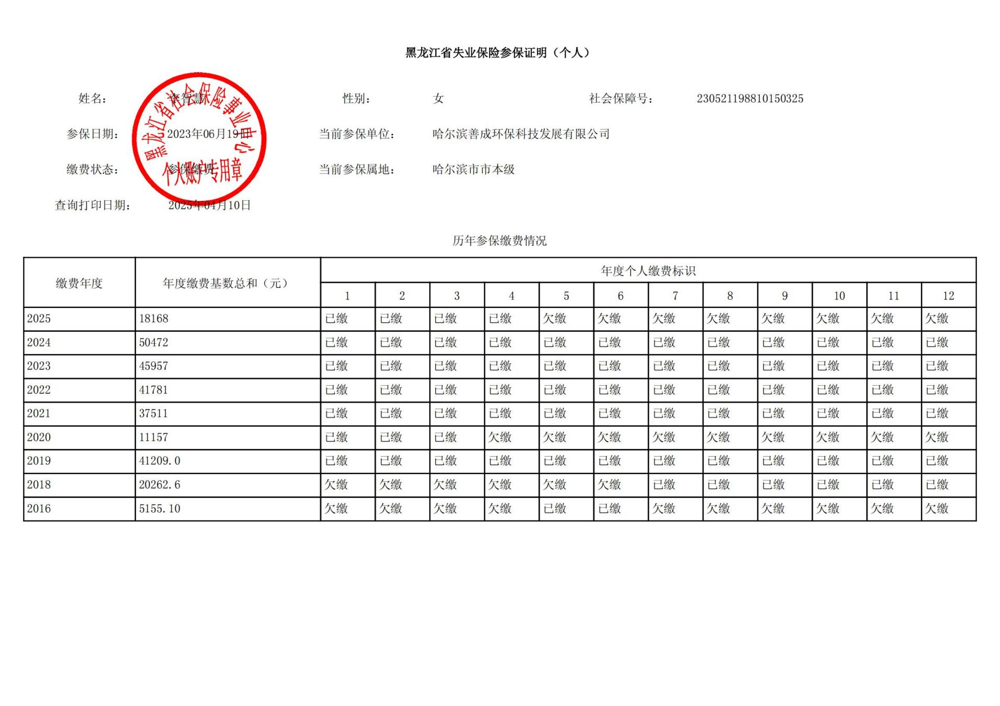 黑龙江省失业保险参保证明（个人）
姓名： 李智慧 性别： 女 社会保障号： 230521198810150325
参保日期： 2023年06月19日 当前参保单位： 哈尔滨善成环保科技发展有限公司
缴费状态： 参保缴费 当前参保属地： 哈尔滨市市本级
查询打印日期： 2025年04月10日
黑龙江省社会保险事业中心
个人账户专用章
历年参保缴费情况
缴费年度 年度缴费基数总和（元） 年度个人缴费标识
1 2 3 4 5 6 7 8 9 10 11 12
2025 18168 已缴 已缴 已缴 已缴 欠缴 欠缴 欠缴 欠缴 欠缴 欠缴 欠缴 欠缴
2024 50472 已缴 已缴 已缴 已缴 已缴 已缴 已缴 已缴 已缴 已缴 已缴 已缴
2023 45957 已缴 已缴 已缴 已缴 已缴 已缴 已缴 已缴 已缴 已缴 已缴 已缴
2022 41781 已缴 已缴 已缴 已缴 已缴 已缴 已缴 已缴 已缴 已缴 已缴 已缴
2021 37511 已缴 已缴 已缴 已缴 已缴 已缴 已缴 已缴 已缴 已缴 已缴 已缴
2020 11157 已缴 已缴 已缴 欠缴 欠缴 欠缴 欠缴 欠缴 欠缴 欠缴 欠缴 欠缴
2019 41209.0 已缴 已缴 已缴 已缴 已缴 已缴 已缴 已缴 已缴 已缴 已缴 已缴
2018 20262.6 欠缴 欠缴 欠缴 欠缴 欠缴 欠缴 已缴 已缴 已缴 已缴 已缴 已缴
2016 5155.10 欠缴 欠缴 欠缴 欠缴 已缴 已缴 欠缴 欠缴 欠缴 欠缴 欠缴 欠缴